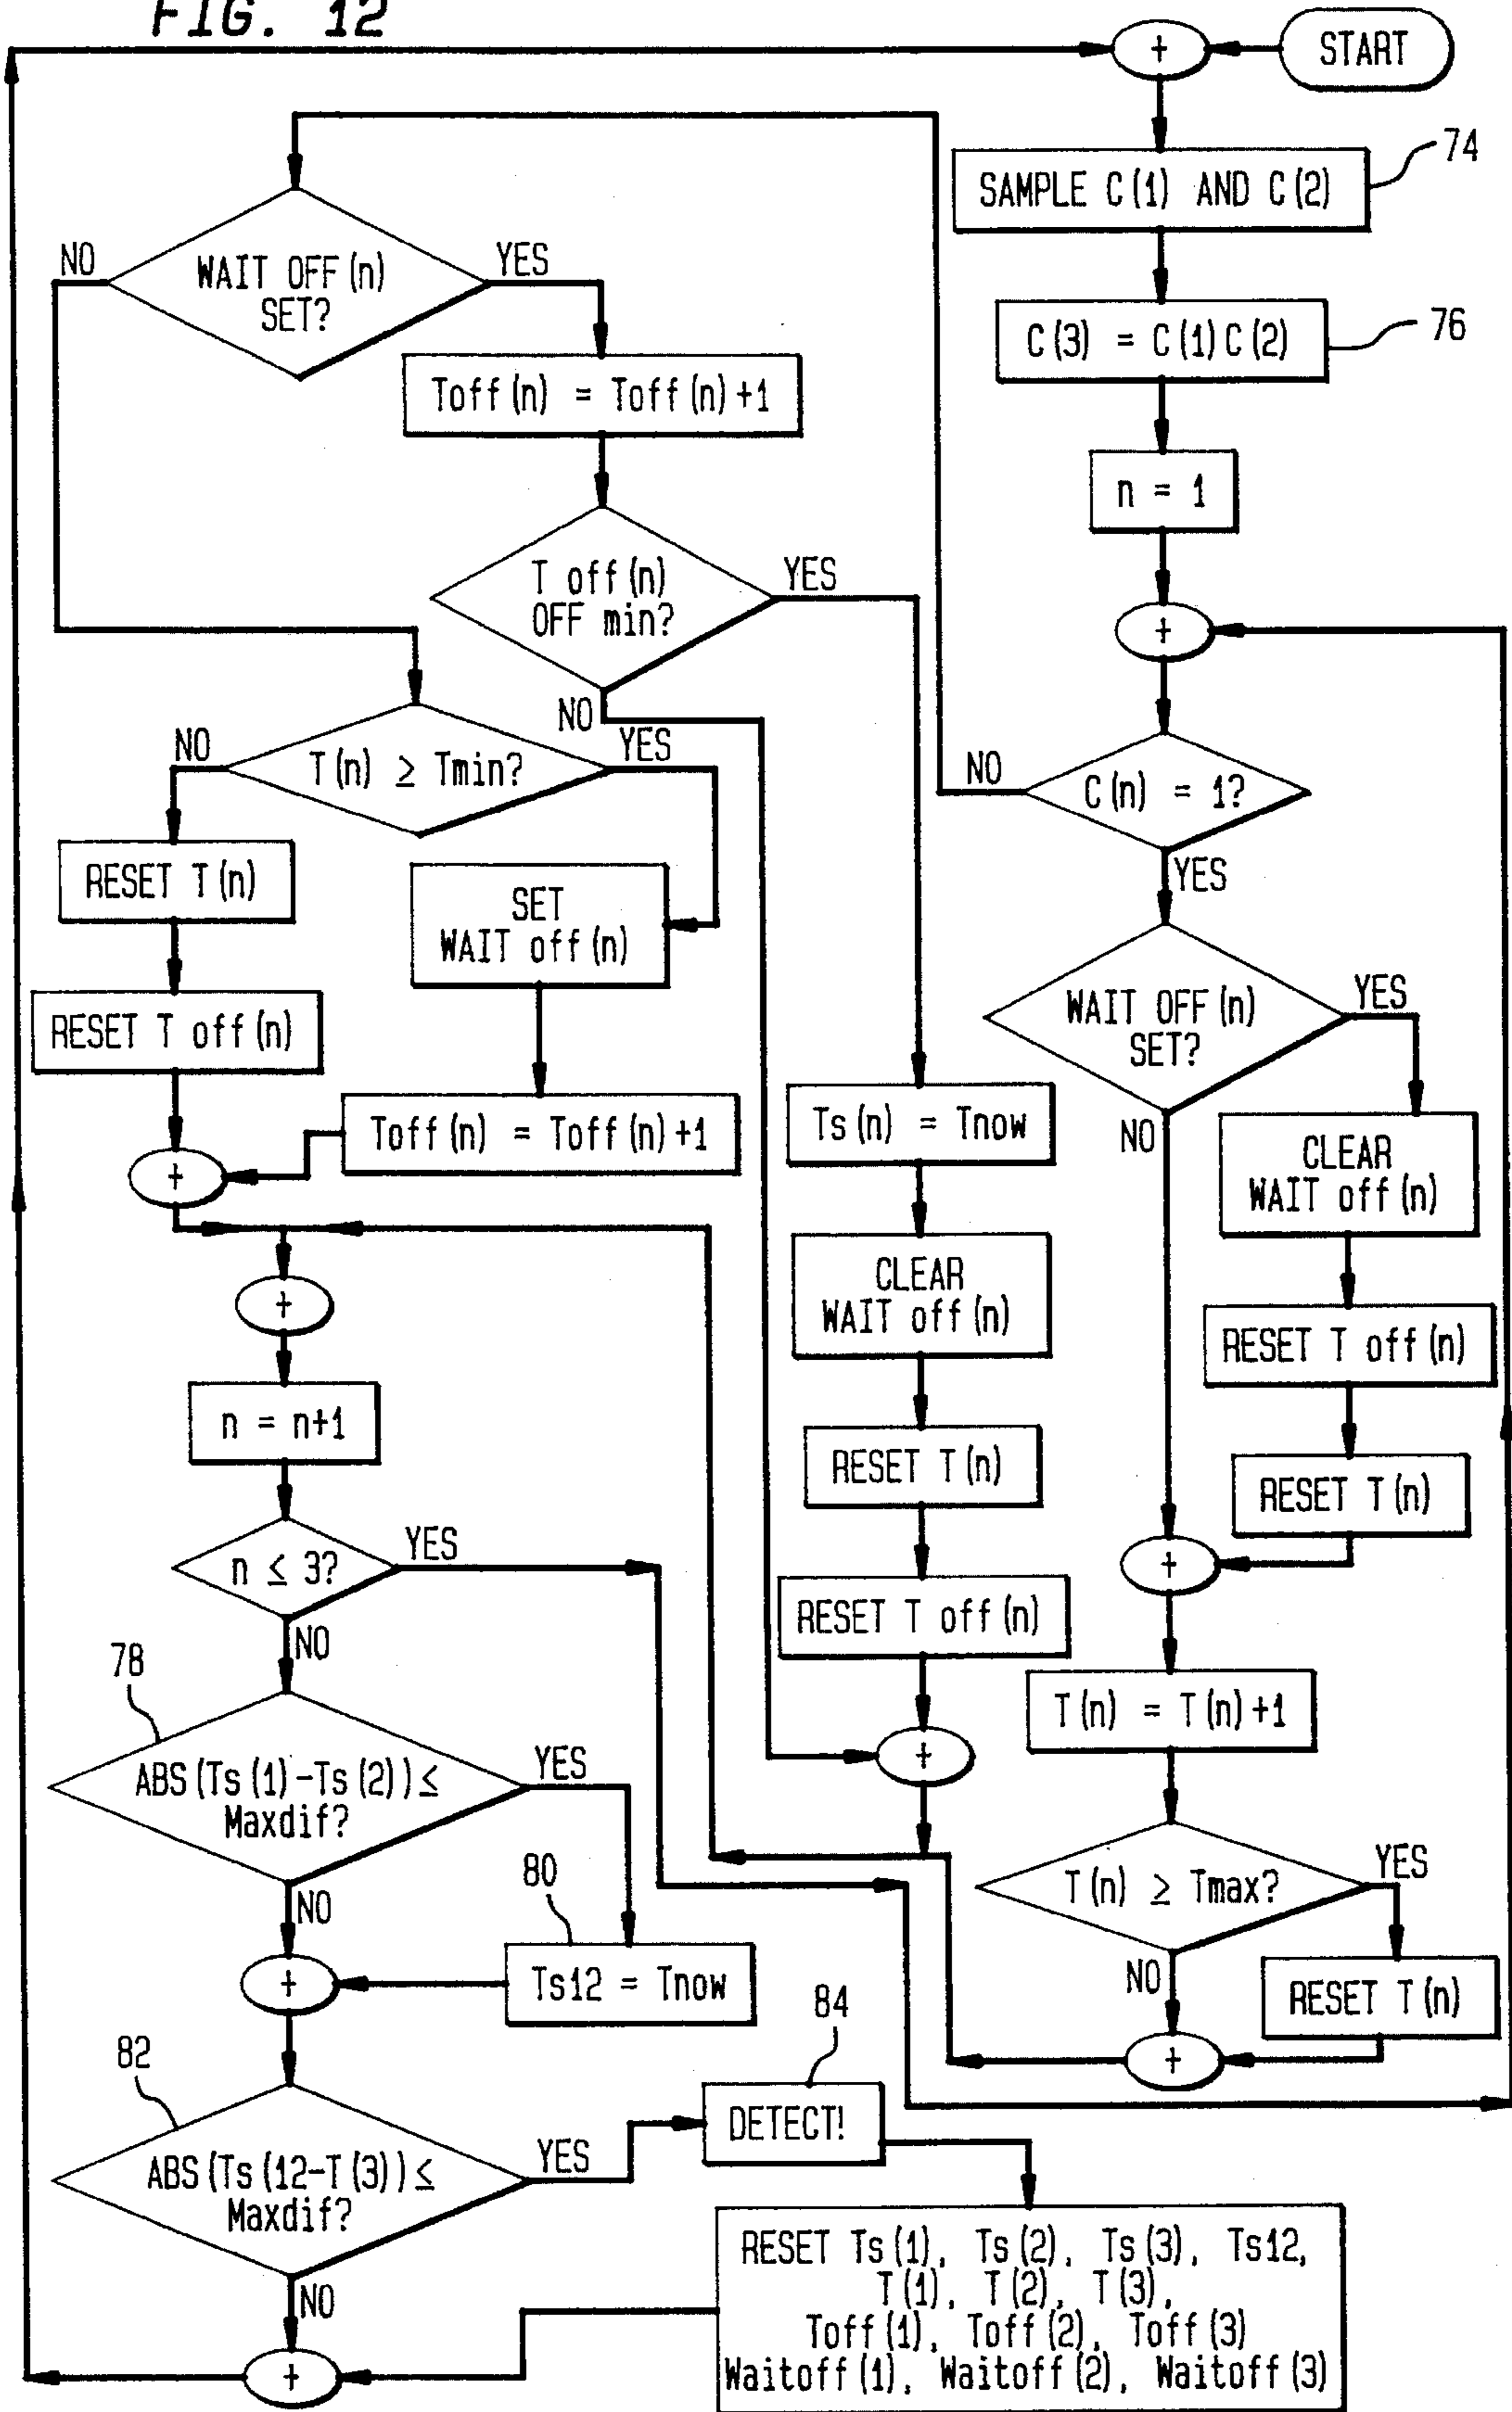 FIG. 12
START
+
SAMPLE C(1) AND C(2)
74
C(3) = C(1)C(2)
76
n = 1
+
C(n) = 1?
NO
YES
WAIT OFF(n)
SET?
YES
NO
CLEAR
WAIT off(n)
RESET T off(n)
RESET T(n)
+
T(n) = T(n)+1
T(n) ≥ Tmax?
YES
NO
RESET T(n)
+
WAIT OFF(n)
SET?
NO
YES
Toff(n) = Toff(n)+1
T off(n)
OFF min?
YES
NO
Ts(n) = Tnow
CLEAR
WAIT off(n)
RESET T(n)
RESET T off(n)
+
T(n) ≥ Tmin?
NO
YES
RESET T(n)
RESET T off(n)
SET
WAIT off(n)
Toff(n) = Toff(n)+1
+
+
n = n+1
n ≤ 3?
YES
NO
78
ABS(Ts(1)-Ts(2))≤
Maxdif?
YES
NO
80
Ts12 = Tnow
+
82
ABS(Ts(12-T(3))≤
Maxdif?
YES
NO
84
DETECT!
RESET Ts(1), Ts(2), Ts(3), Ts12,
T(1), T(2), T(3),
Toff(1), Toff(2), Toff(3)
Waitoff(1), Waitoff(2), Waitoff(3)
+